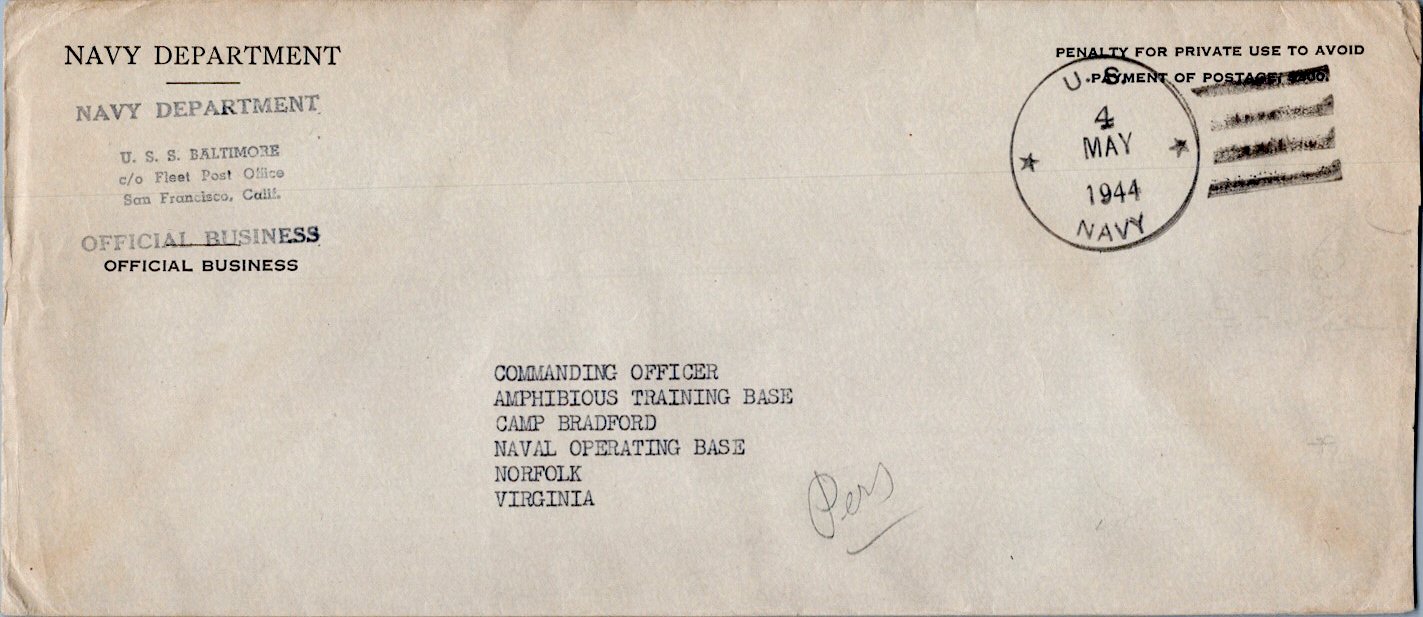 NAVY DEPARTMENT
NAVY DEPARTMENT
U. S. S. BALTIMORE
c/o Fleet Post Office
San Francisco, Calif.
OFFICIAL BUSINESS
OFFICIAL BUSINESS
PENALTY FOR PRIVATE USE TO AVOID
PAYMENT OF POSTAGE,
U.S.
4
MAY
1944
NAVY
COMMANDING OFFICER
AMPHIBIOUS TRAINING BASE
CAMP BRADFORD
NAVAL OPERATING BASE
NORFOLK
VIRGINIA
Pers